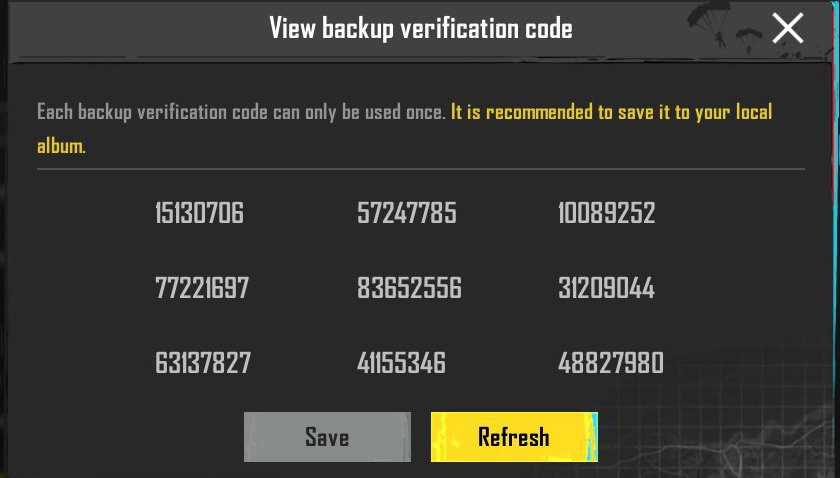 View backup verification code
Each backup verification code can only be used once. It is recommended to save it to your local
album.
15130706 57247785 10089252
77221697 83652556 31209044
63137827 41155346 48827980
Save Refresh